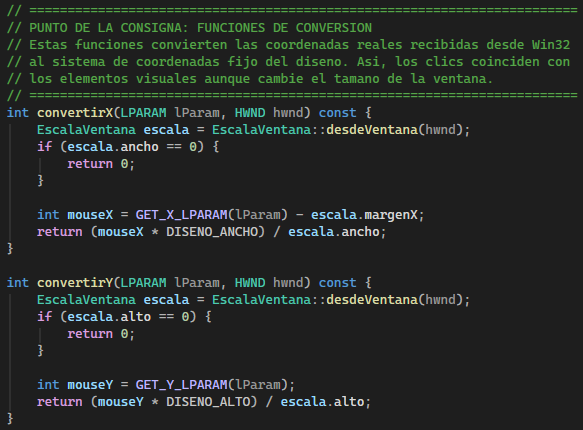 // ========================================================================
// PUNTO DE LA CONSIGNA: FUNCIONES DE CONVERSION
// Estas funciones convierten las coordenadas reales recibidas desde Win32
// al sistema de coordenadas fijo del diseno. Asi, los clics coinciden con
// los elementos visuales aunque cambie el tamano de la ventana.
// ========================================================================
int convertirX(LPARAM lParam, HWND hwnd) const {
    EscalaVentana escala = EscalaVentana::desdeVentana(hwnd);
    if (escala.ancho == 0) {
        return 0;
    }

    int mouseX = GET_X_LPARAM(lParam) - escala.margenX;
    return (mouseX * DISENO_ANCHO) / escala.ancho;
}

int convertirY(LPARAM lParam, HWND hwnd) const {
    EscalaVentana escala = EscalaVentana::desdeVentana(hwnd);
    if (escala.alto == 0) {
        return 0;
    }

    int mouseY = GET_Y_LPARAM(lParam);
    return (mouseY * DISENO_ALTO) / escala.alto;
}